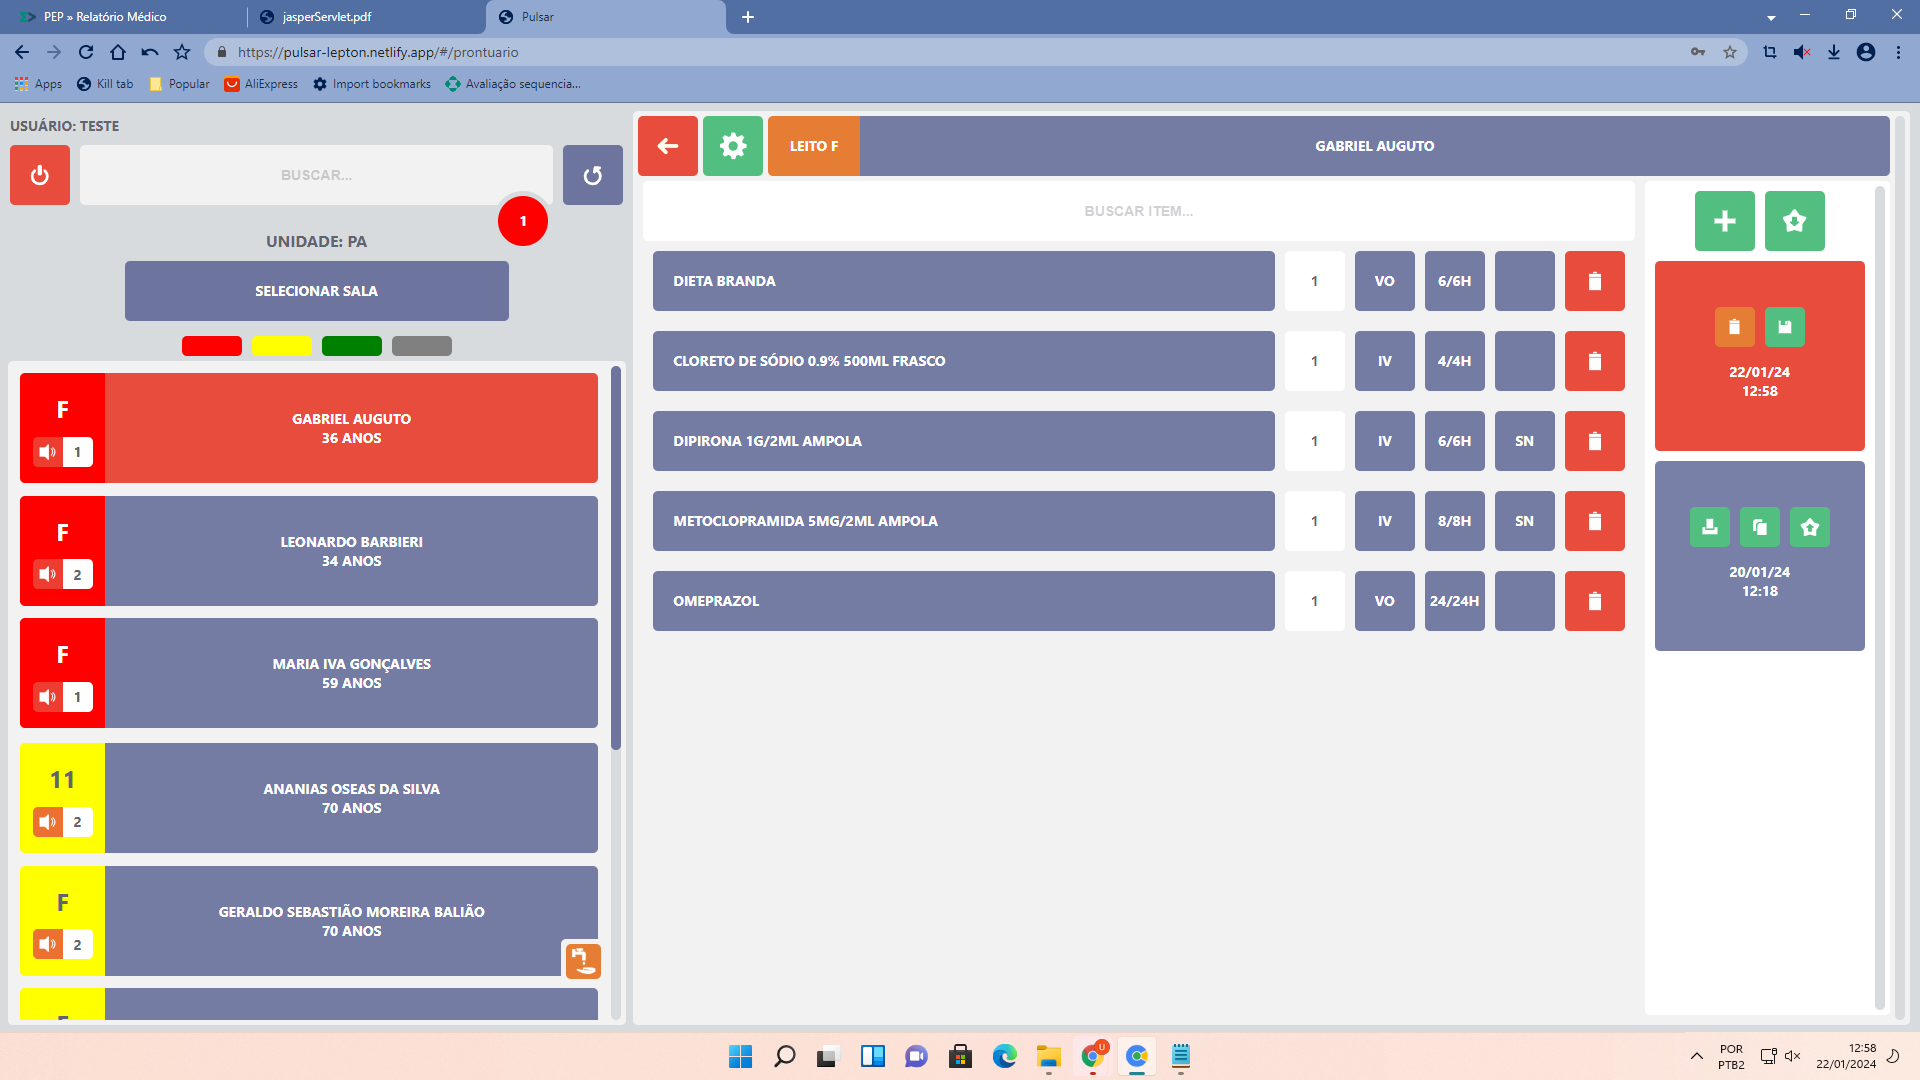 PEP » Relatório Médico
jasperServlet.pdf
Pulsar
https://pulsar-lepton.netlify.app/#/prontuario
Apps
Kill tab
Popular
AliExpress
Import bookmarks
Avaliação sequencia...
USUÁRIO: TESTE
BUSCAR...
1
UNIDADE: PA
SELECIONAR SALA
F
1
GABRIEL AUGUTO
36 ANOS
F
2
LEONARDO BARBIERI
34 ANOS
F
1
MARIA IVA GONÇALVES
59 ANOS
11
2
ANANIAS OSEAS DA SILVA
70 ANOS
F
2
GERALDO SEBASTIÃO MOREIRA BALIÃO
70 ANOS
LEITO F
GABRIEL AUGUTO
BUSCAR ITEM...
DIETA BRANDA 1 VO 6/6H
CLORETO DE SÓDIO 0.9% 500ML FRASCO 1 IV 4/4H
DIPIRONA 1G/2ML AMPOLA 1 IV 6/6H SN
METOCLOPRAMIDA 5MG/2ML AMPOLA 1 IV 8/8H SN
OMEPRAZOL 1 VO 24/24H
22/01/24
12:58
20/01/24
12:18
U
POR
PTB2
12:58
22/01/2024